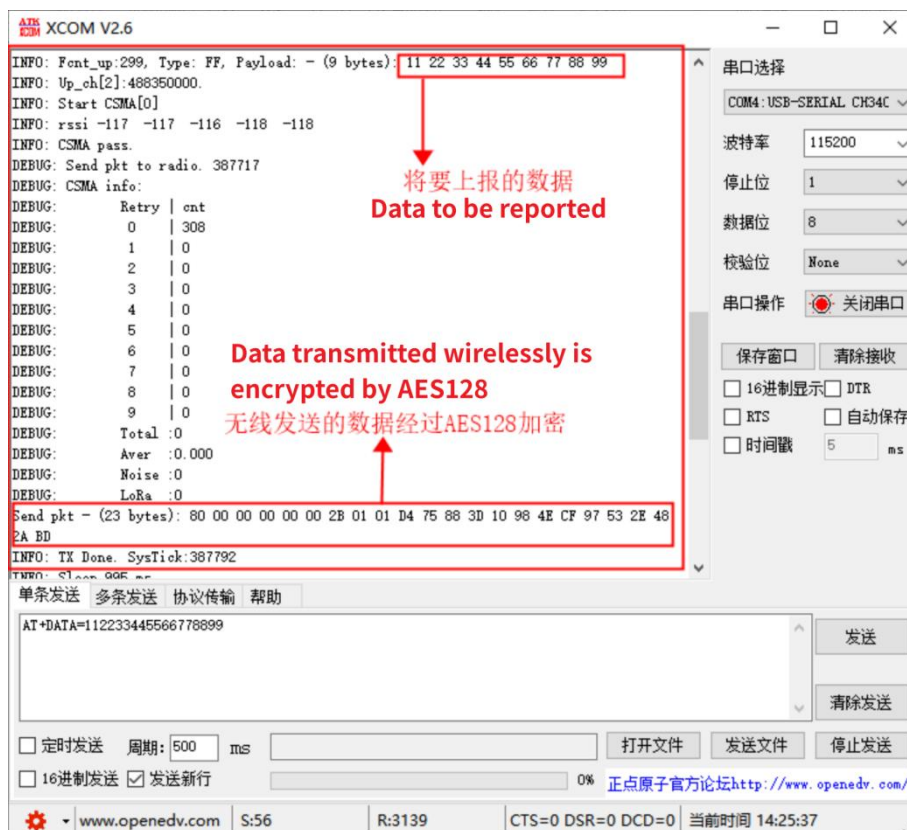 XCOM V2.6
INFO: Fcnt_up:299, Type: FF, Payload: - (9 bytes): 11 22 33 44 55 66 77 88 99
INFO: Up_ch[2]:488350000.
INFO: Start CSMA[0]
INFO: rssi -117 -117 -116 -118 -118
INFO: CSMA pass.
DEBUG: Send pkt to radio. 387717
DEBUG: CSMA info:
DEBUG: Retry | cnt
DEBUG: 0 | 308
DEBUG: 1 | 0
DEBUG: 2 | 0
DEBUG: 3 | 0
DEBUG: 4 | 0
DEBUG: 5 | 0
DEBUG: 6 | 0
DEBUG: 7 | 0
DEBUG: 8 | 0
DEBUG: 9 | 0
DEBUG: Total :0
DEBUG: Aver :0.000
DEBUG: Noise :0
DEBUG: LoRa :0
Send pkt - (23 bytes): 80 00 00 00 00 00 2B 01 01 D4 75 88 3D 10 98 4E CF 97 53 2E 48
2A BD
INFO: TX Done. SysTick:387792
INFO: Sleep 995 ms
将要上报的数据
Data to be reported
Data transmitted wirelessly is
encrypted by AES128
无线发送的数据经过AES128加密
串口选择
COM4:USB-SERIAL CH34C
波特率 115200
停止位 1
数据位 8
校验位 None
串口操作 关闭串口
保存窗口 清除接收
16进制显示 DTR
RTS 自动保存
时间戳 5 ms
单条发送 多条发送 协议传输 帮助
AT+DATA=112233445566778899
发送
清除发送
定时发送 周期: 500 ms 打开文件 发送文件 停止发送
16进制发送 发送新行 0% 正点原子官方论坛http://www.openedv.com/
www.openedv.com S:56 R:3139 CTS=0 DSR=0 DCD=0 当前时间 14:25:37